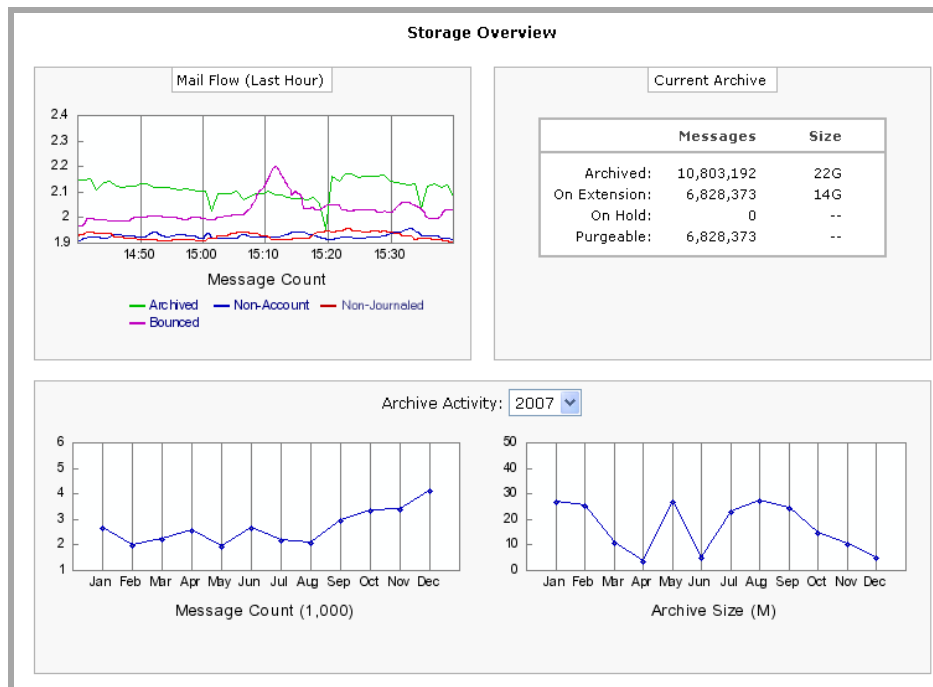 Storage Overview
Mail Flow (Last Hour)
2.4
2.3
2.2
2.1
2
1.9
14:50 15:00 15:10 15:20 15:30
Message Count
Archived Non-Account Non-Journaled
Bounced
Current Archive
Messages Size
Archived: 10,803,192 22G
On Extension: 6,828,373 14G
On Hold: 0 --
Purgeable: 6,828,373 --
Archive Activity: 2007
6
5
4
3
2
1
Jan Feb Mar Apr May Jun Jul Aug Sep Oct Nov Dec
Message Count (1,000)
50
40
30
20
10
0
Jan Feb Mar Apr May Jun Jul Aug Sep Oct Nov Dec
Archive Size (M)